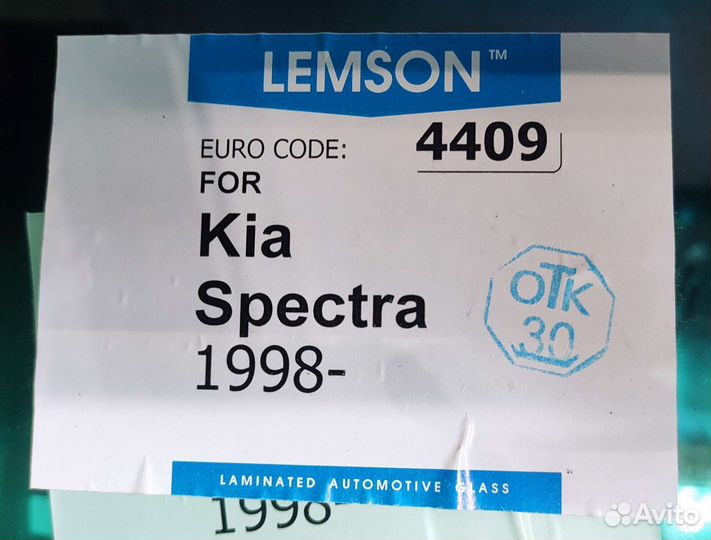 LEMSON™
EURO CODE: 4409
FOR
Kia
Spectra
1998-
ОТК
30
LAMINATED AUTOMOTIVE GLASS
1998-
Avito